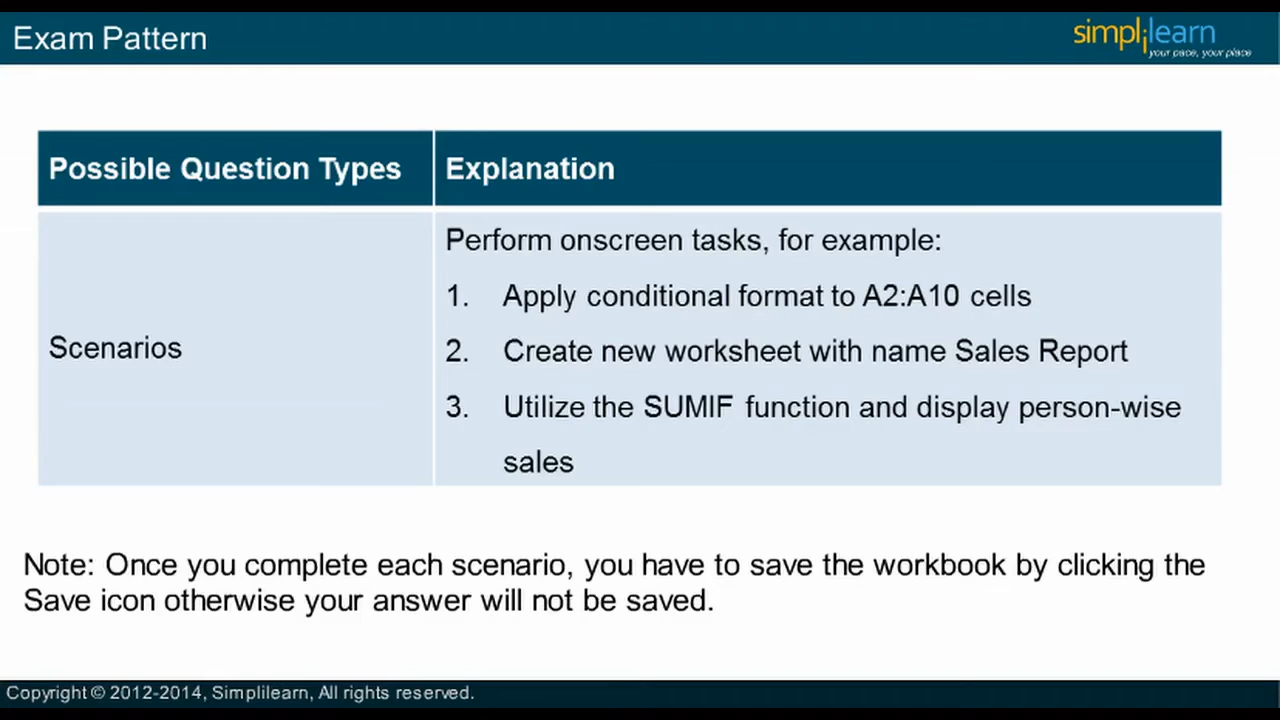 Exam Pattern
simplilearn
your pace, your place
Possible Question Types
Explanation
Scenarios
Perform onscreen tasks, for example:
1. Apply conditional format to A2:A10 cells
2. Create new worksheet with name Sales Report
3. Utilize the SUMIF function and display person-wise
sales
Note: Once you complete each scenario, you have to save the workbook by clicking the
Save icon otherwise your answer will not be saved.
Copyright © 2012-2014, Simplilearn, All rights reserved.